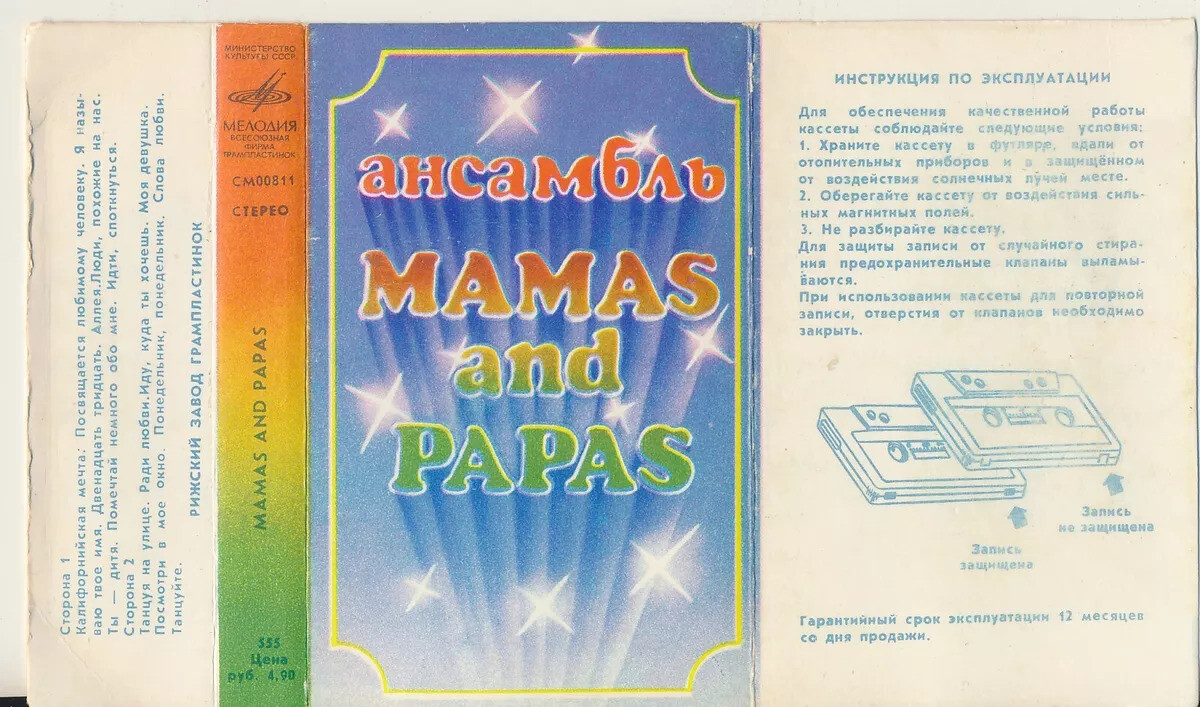 Сторона 1
Калифорнийская мечта: Посвящается любимому человеку. Я назы-
ваю твое имя. Двенадцать тридцать. Аллея.Люди, похожие на нас.
Ты — дитя. Помечтай немного обо мне. Идти, споткнуться.
Сторона 2
Танцуя на улице. Ради любви.Иду, куда ты хочешь. Моя девушка.
Посмотри в мое окно. Понедельник, понедельник. Слова любви.
Танцуйте.
РИЖСКИЙ ЗАВОД ГРАМПЛАСТИНОК
МИНИСТЕРСТВО
КУЛЬТУРЫ СССР
МЕЛОДИЯ
ВСЕСОЮЗНАЯ
ФИРМА
ГРАМПЛАСТИНОК
СМ00811
СТЕРЕО
MAMAS AND PAPAS
555
Цена
руб. 4.90
ансамбль
MAMAS
and
PAPAS
ИНСТРУКЦИЯ ПО ЭКСПЛУАТАЦИИ
Для обеспечения качественной работы
кассеты соблюдайте следующие условия:
1. Храните кассету в футляре, вдали от
отопительных приборов и в защищённом
от воздействия солнечных лучей месте.
2. Оберегайте кассету от воздействия силь-
ных магнитных полей.
3. Не разбирайте кассету.
Для защиты записи от случайного стира-
ния предохранительные клапаны выламы-
ваются.
При использовании кассеты для повторной
записи, отверстия от клапанов необходимо
закрыть.
Запись
не защищена
Запись
защищена
Гарантийный срок эксплуатации 12 месяцев
со дня продажи.